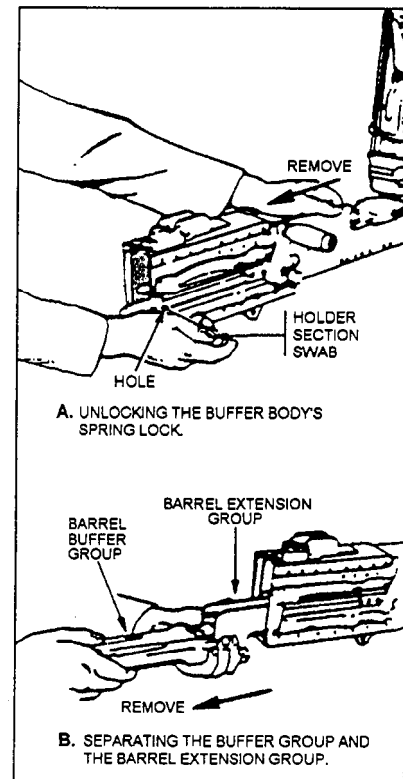 REMOVE
HOLDER
SECTION
SWAB
HOLE
A. UNLOCKING THE BUFFER BODY'S
SPRING LOCK.
BARREL EXTENSION
GROUP
BARREL
BUFFER
GROUP
REMOVE
B. SEPARATING THE BUFFER GROUP AND
THE BARREL EXTENSION GROUP.